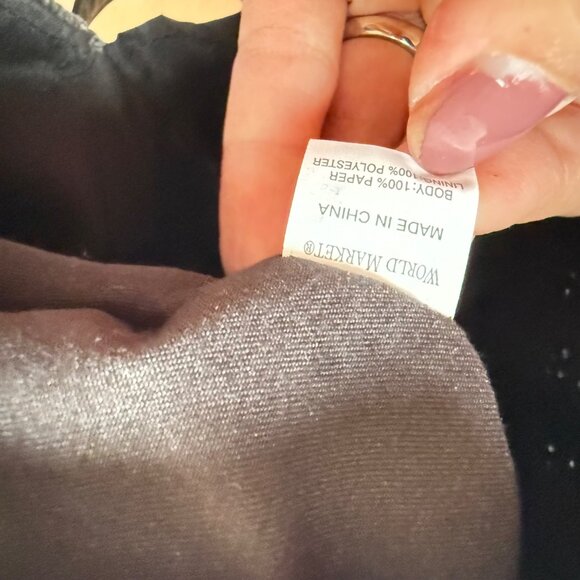 WORLD MARKET®
MADE IN CHINA
BODY:100% PAPER
LINING:100% POLYESTER